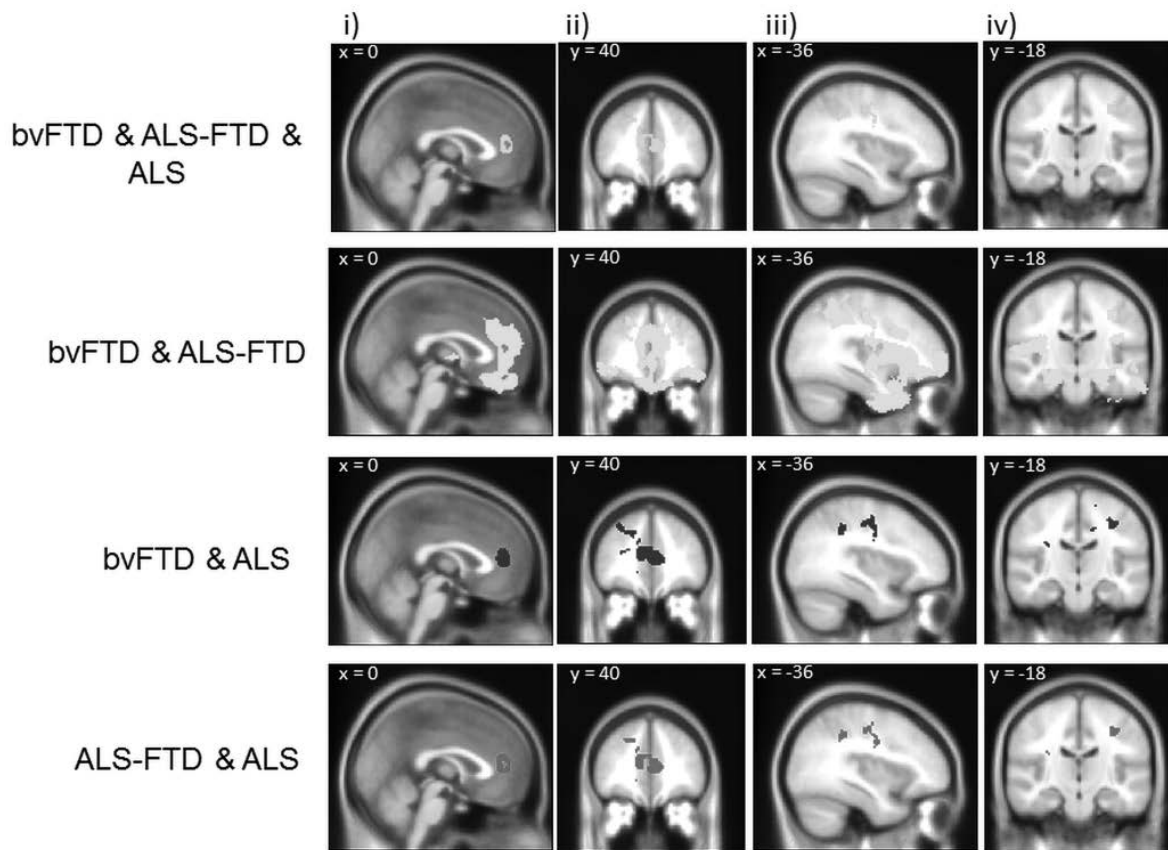 i) ii) iii) iv)
x = 0 y = 40 x = -36 y = -18
bvFTD & ALS-FTD &
ALS
x = 0 y = 40 x = -36 y = -18
bvFTD & ALS-FTD
x = 0 y = 40 x = -36 y = -18
bvFTD & ALS
x = 0 y = 40 x = -36 y = -18
ALS-FTD & ALS